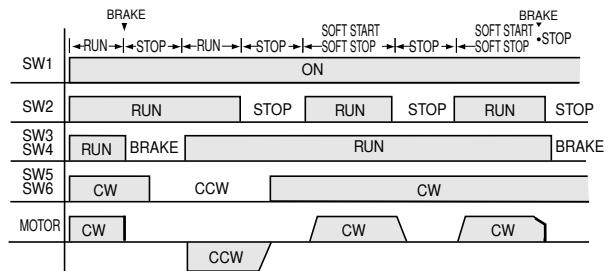 BRAKE BRAKE
SOFT START SOFT START
RUN STOP RUN STOP SOFT STOP STOP SOFT STOP •STOP
SW1 ON
SW2 RUN STOP RUN STOP RUN STOP
SW3
SW4 RUN BRAKE RUN BRAKE
SW5
SW6 CW CCW CW
MOTOR CW CW CW
CCW